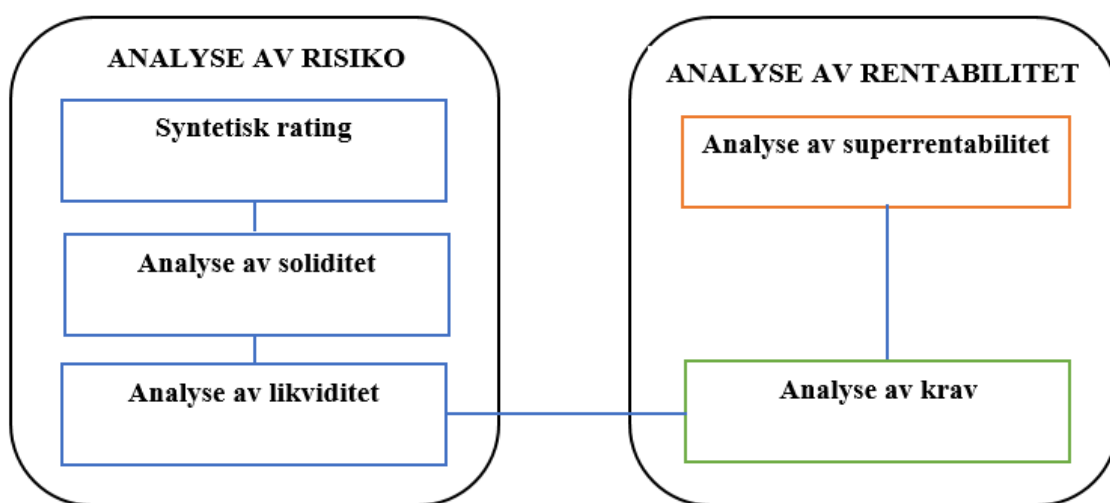 ANALYSE AV RISIKO
Syntetisk rating
Analyse av soliditet
Analyse av likviditet
ANALYSE AV RENTABILITET
Analyse av superrentabilitet
Analyse av krav